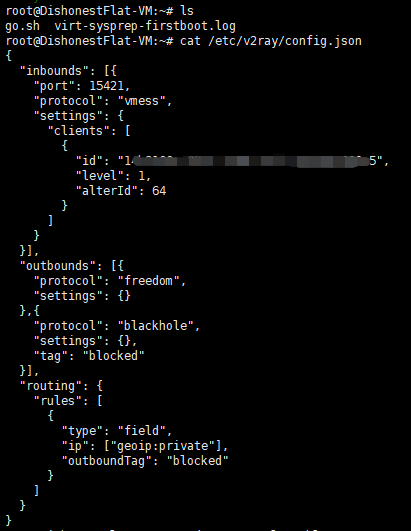 root@DishonestFlat-VM:~# ls
go.sh  virt-sysprep-firstboot.log
root@DishonestFlat-VM:~# cat /etc/v2ray/config.json
{
  "inbounds": [{
    "port": 15421,
    "protocol": "vmess",
    "settings": {
      "clients": [
        {
          "id": "14 5",
          "level": 1,
          "alterId": 64
        }
      ]
    }
  }],
  "outbounds": [{
    "protocol": "freedom",
    "settings": {}
  },{
    "protocol": "blackhole",
    "settings": {},
    "tag": "blocked"
  }],
  "routing": {
    "rules": [
      {
        "type": "field",
        "ip": ["geoip:private"],
        "outboundTag": "blocked"
      }
    ]
  }
}